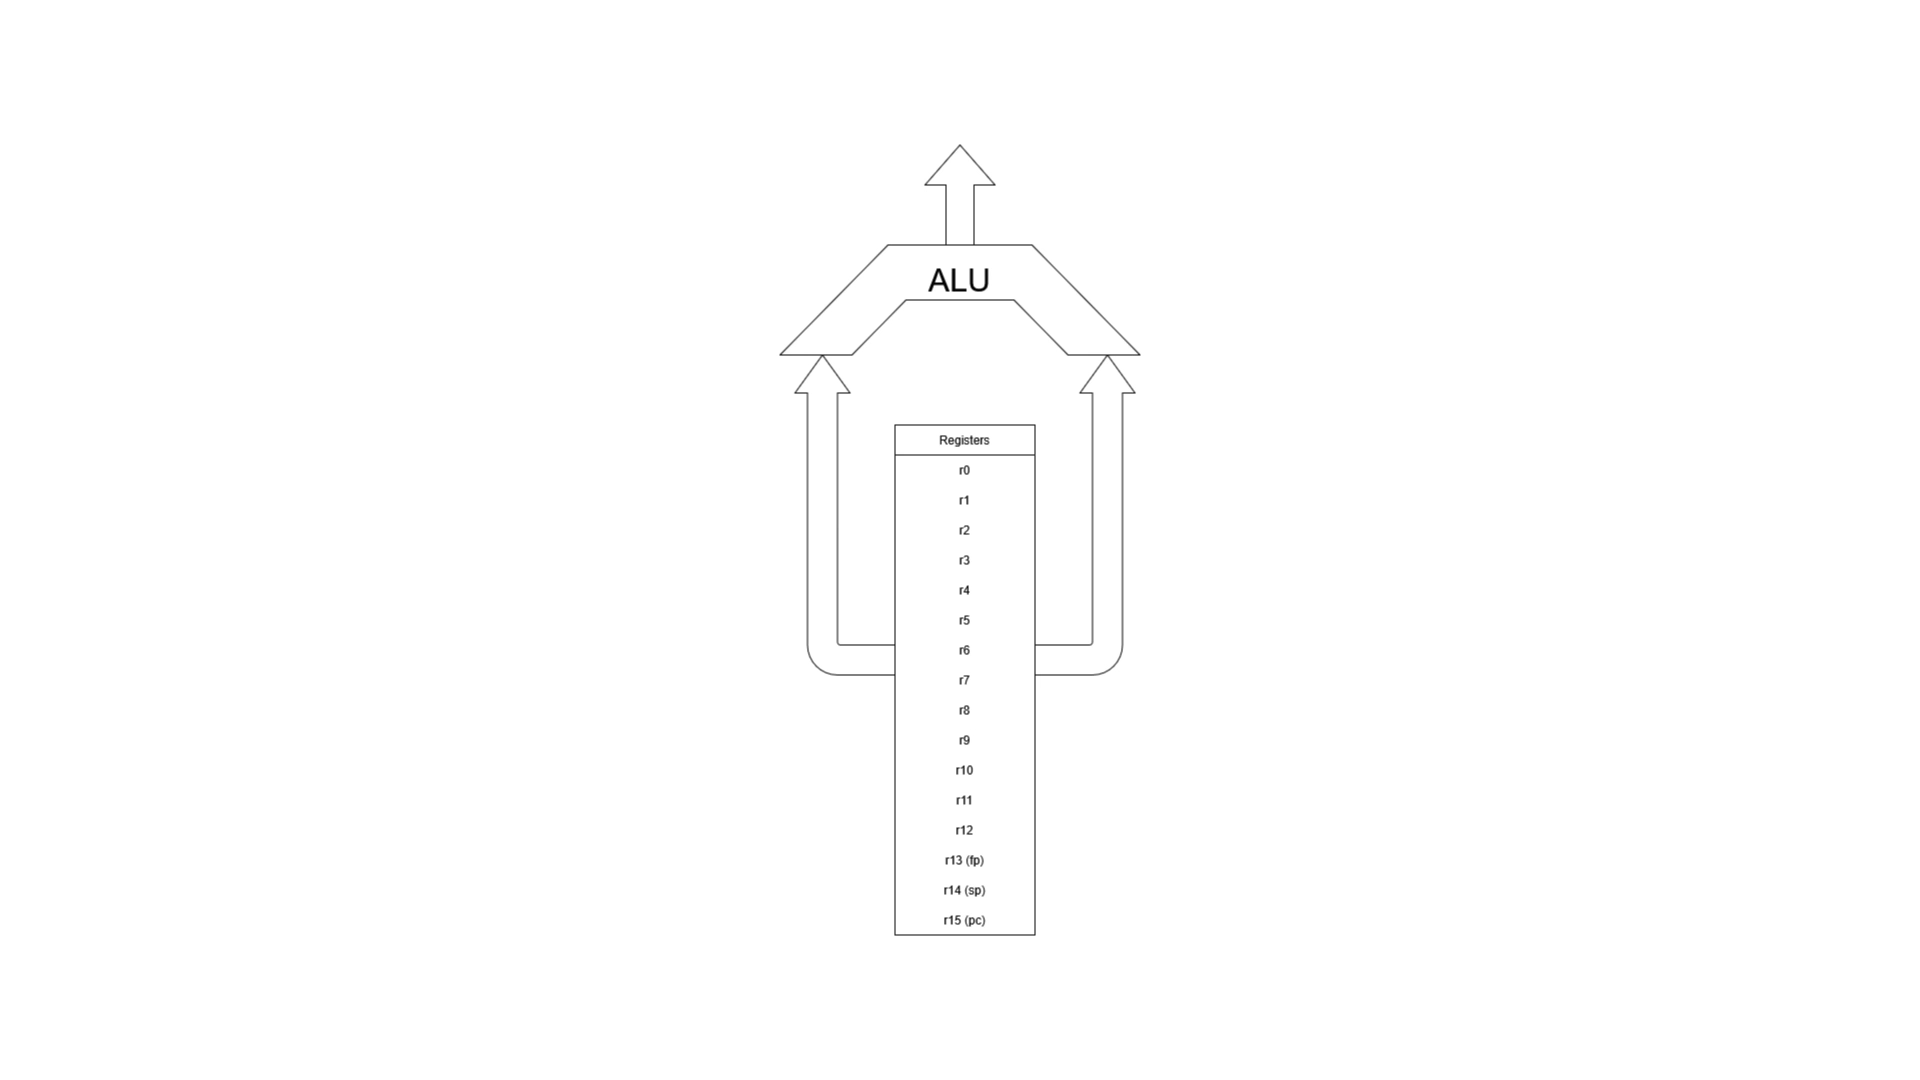 ALU
Registers
r0
r1
r2
r3
r4
r5
r6
r7
r8
r9
r10
r11
r12
r13 (fp)
r14 (sp)
r15 (pc)